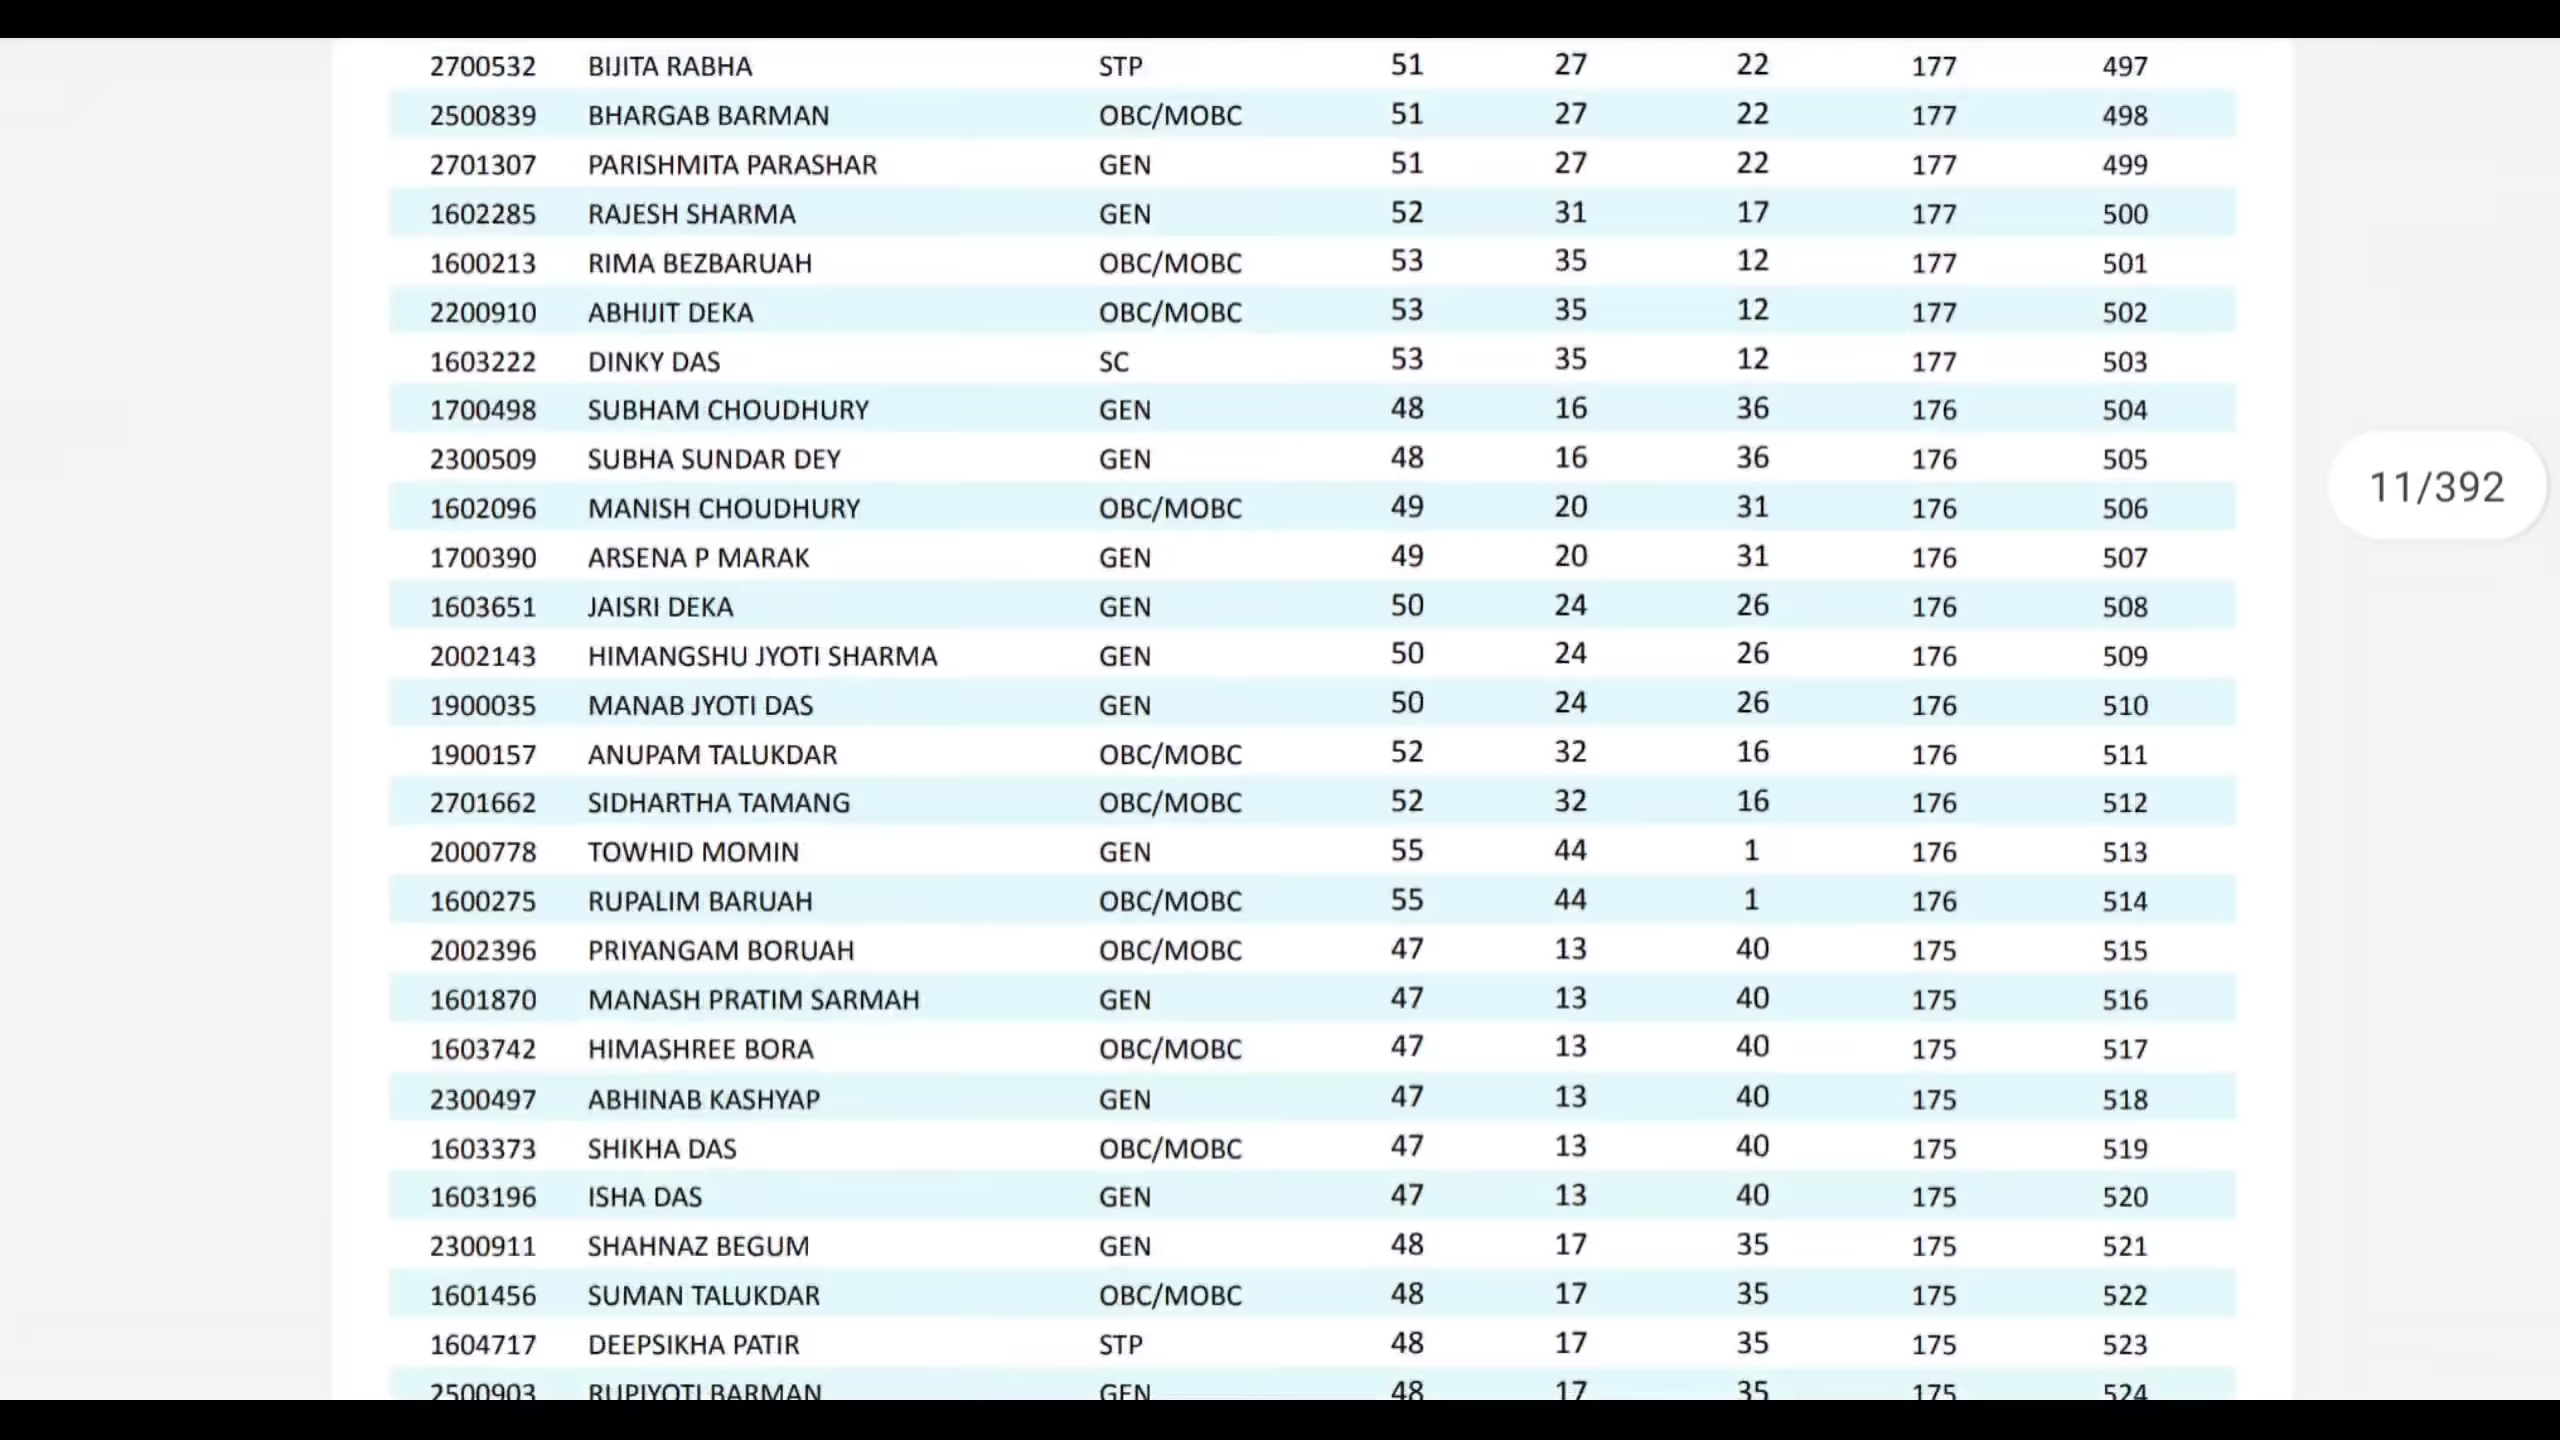 2700532 BIJITA RABHA STP 51 27 22 177 497
2500839 BHARGAB BARMAN OBC/MOBC 51 27 22 177 498
2701307 PARISHMITA PARASHAR GEN 51 27 22 177 499
1602285 RAJESH SHARMA GEN 52 31 17 177 500
1600213 RIMA BEZBARUAH OBC/MOBC 53 35 12 177 501
2200910 ABHIJIT DEKA OBC/MOBC 53 35 12 177 502
1603222 DINKY DAS SC 53 35 12 177 503
1700498 SUBHAM CHOUDHURY GEN 48 16 36 176 504
2300509 SUBHA SUNDAR DEY GEN 48 16 36 176 505
11/392
1602096 MANISH CHOUDHURY OBC/MOBC 49 20 31 176 506
1700390 ARSENA P MARAK GEN 49 20 31 176 507
1603651 JAISRI DEKA GEN 50 24 26 176 508
2002143 HIMANGSHU JYOTI SHARMA GEN 50 24 26 176 509
1900035 MANAB JYOTI DAS GEN 50 24 26 176 510
1900157 ANUPAM TALUKDAR OBC/MOBC 52 32 16 176 511
2701662 SIDHARTHA TAMANG OBC/MOBC 52 32 16 176 512
2000778 TOWHID MOMIN GEN 55 44 1 176 513
1600275 RUPALIM BARUAH OBC/MOBC 55 44 1 176 514
2002396 PRIYANGAM BORUAH OBC/MOBC 47 13 40 175 515
1601870 MANASH PRATIM SARMAH GEN 47 13 40 175 516
1603742 HIMASHREE BORA OBC/MOBC 47 13 40 175 517
2300497 ABHINAB KASHYAP GEN 47 13 40 175 518
1603373 SHIKHA DAS OBC/MOBC 47 13 40 175 519
1603196 ISHA DAS GEN 47 13 40 175 520
2300911 SHAHNAZ BEGUM GEN 48 17 35 175 521
1601456 SUMAN TALUKDAR OBC/MOBC 48 17 35 175 522
1604717 DEEPSIKHA PATIR STP 48 17 35 175 523
2500903 RUPJYOTI BARMAN GEN 48 17 35 175 524